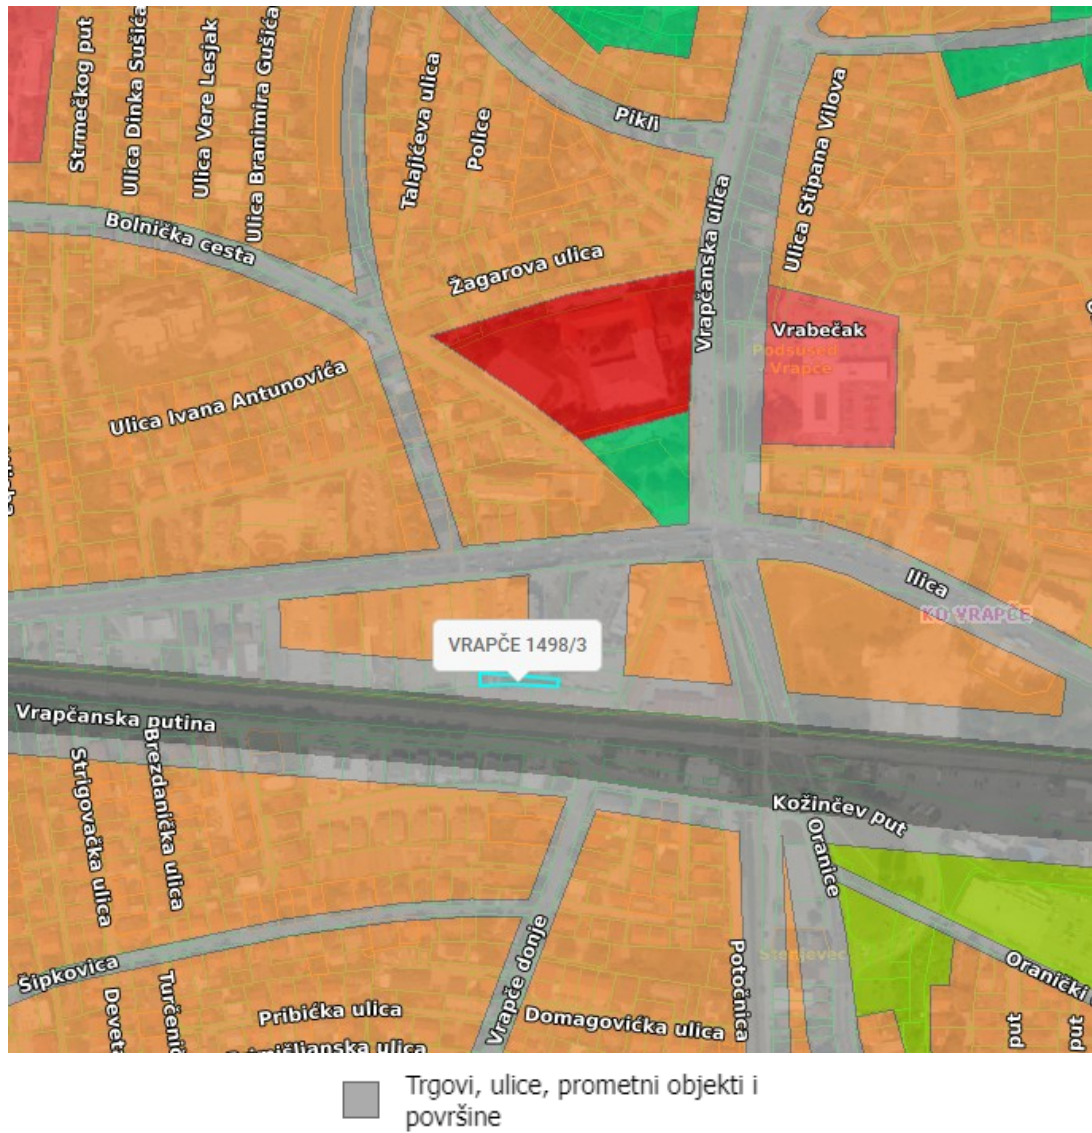 Strmečkog put
Ulica Dinka Sušića
Ulica Vere Lesjak
Ulica Branimira Gušića
Talajićeva ulica
Police
Pikli
Vrapčanska ulica
Ulica Stipana Vilova
Bolnička cesta
Žagarova ulica
Vrabečak
Podsused
- Vrapče
Ulica Ivana Antunovića
Ilica
KO VRAPČE
VRAPČE 1498/3
Vrapčanska putina
Strigovačka ulica
Brezdanička ulica
Kožinčev put
Oranice
Šipkovica
Vrapče donje
Potočnica
Stenjevec
Oranički
put
put
Pribićka ulica
Domagovićka ulica
Trgovi, ulice, prometni objekti i
površine